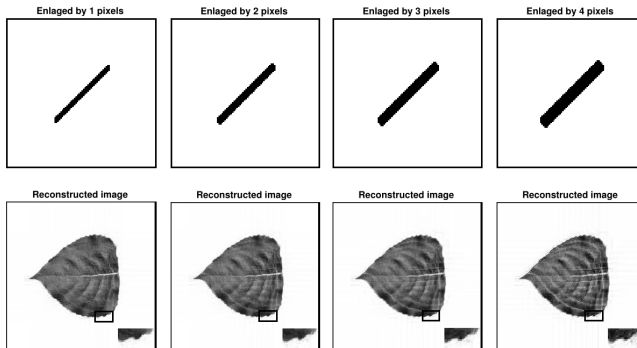 Enlaged by 1 pixels
Enlaged by 2 pixels
Enlaged by 3 pixels
Enlaged by 4 pixels
Reconstructed image
Reconstructed image
Reconstructed image
Reconstructed image